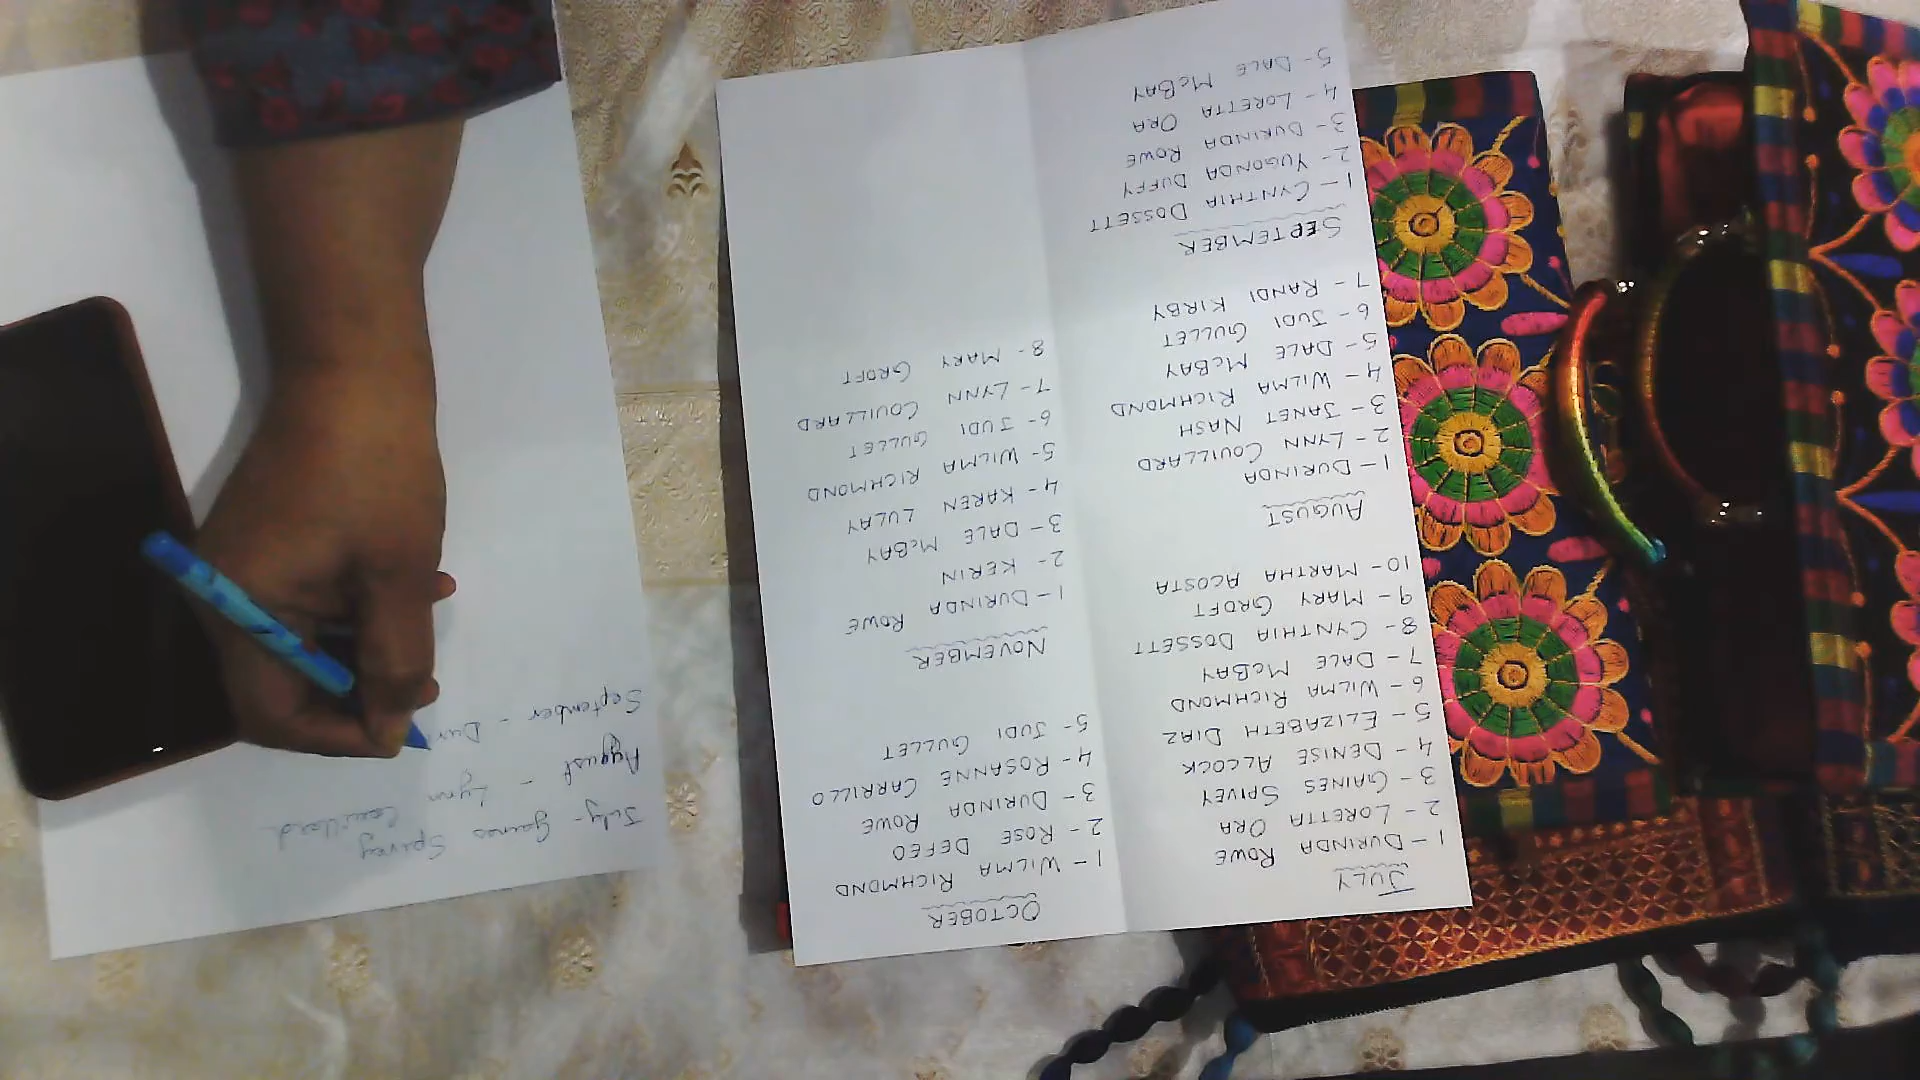 JULY
1 - DURINDA ROWE
2 - LORETTA ORA
3 - GAINES SPIVEY
4 - DENISE ALCOCK
5 - ELIZABETH DIAZ
6 - WILMA RICHMOND
7 - DALE McBAY
8 - CYNTHIA DOSSETT
9 - MARY GROFT
10 - MARTHA ACOSTA
AUGUST
1 - DURINDA
2 - LYNN COUILLARD
3 - JANET NASH
4 - WILMA RICHMOND
5 - DALE McBAY
6 - JUDI GULLET
7 - RANDI KIRBY
SEPTEMBER
1 - CYNTHIA DOSSETT
2 - YUGONDA DUFFY
3 - DURINDA ROWE
4 - LORETTA ORA
5 - DALE McBAY
OCTOBER
1 - WILMA RICHMOND
2 - ROSE DEFEO
3 - DURINDA ROWE
4 - ROSANNE CARRILLO
5 - JUDI GULLET
NOVEMBER
1 - DURINDA ROWE
2 - KERIN
3 - DALE McBAY
4 - KAREN LULAY
5 - WILMA RICHMOND
6 - JUDI GULLET
7 - LYNN COUILLARD
8 - MARY GROFT
July - Gaines Spivey
August - Lynn Couillard
September - Duri